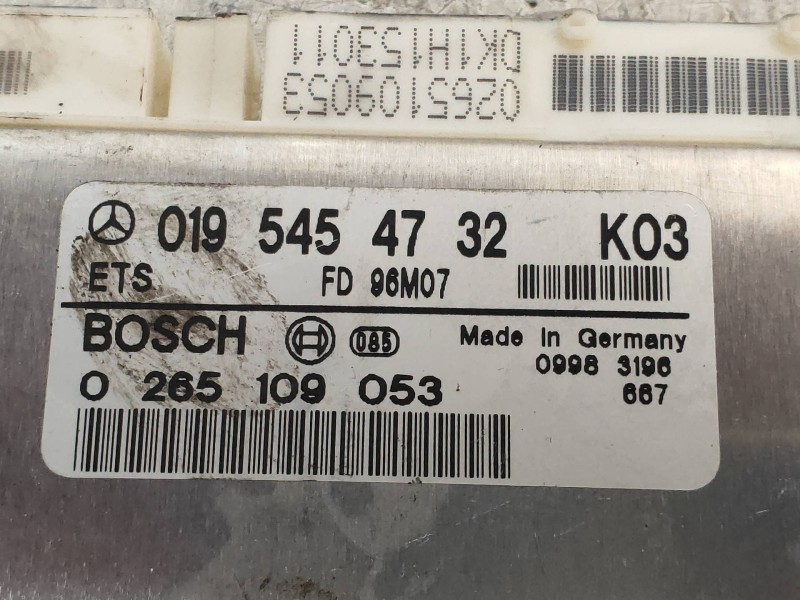 DK1H153011
0265109053
019 545 47 32 K03
ETS FD 96M07
BOSCH 085 Made in Germany
0 265 109 053 0998 3196
667